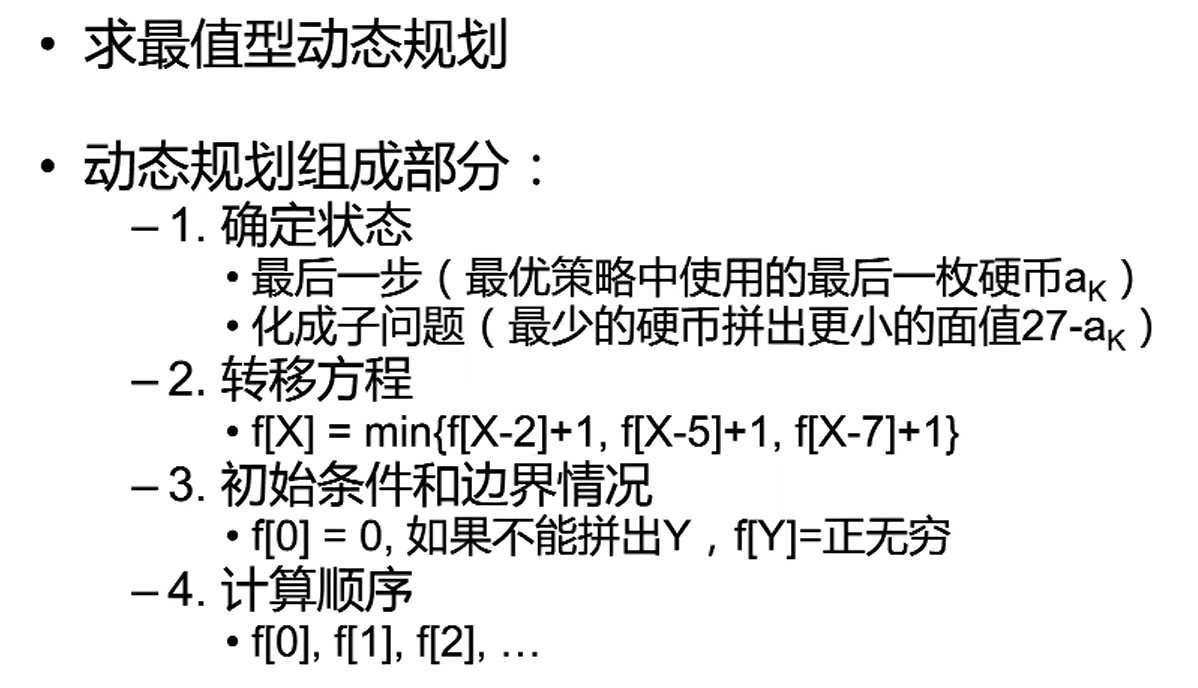 • 求最值型动态规划
• 动态规划组成部分：
– 1. 确定状态
• 最后一步（最优策略中使用的最后一枚硬币aK）
• 化成子问题（最少的硬币拼出更小的面值27-aK）
– 2. 转移方程
• f[X] = min{f[X-2]+1, f[X-5]+1, f[X-7]+1}
– 3. 初始条件和边界情况
• f[0] = 0, 如果不能拼出Y，f[Y]=正无穷
– 4. 计算顺序
• f[0], f[1], f[2], …